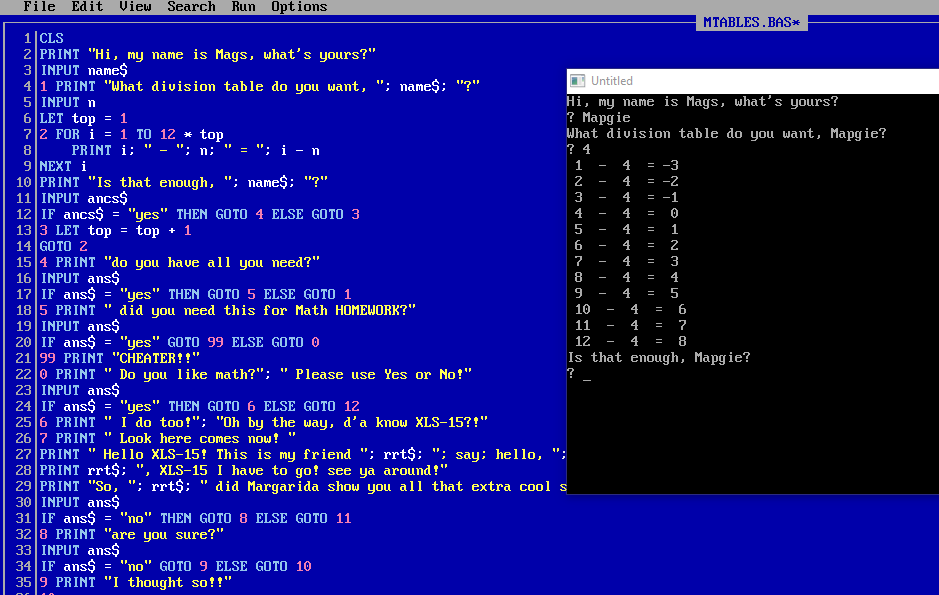 File Edit View Search Run Options
MTABLES.BAS*
1 CLS
2 PRINT "Hi, my name is Mags, what's yours?"
3 INPUT name$
4 1 PRINT "What division table do you want, "; name$; "?"
5 INPUT n
6 LET top = 1
7 2 FOR i = 1 TO 12 * top
8 PRINT i; " - "; n; " = "; i - n
9 NEXT i
10 PRINT "Is that enough, "; name$; "?"
11 INPUT ancs$
12 IF ancs$ = "yes" THEN GOTO 4 ELSE GOTO 3
13 3 LET top = top + 1
14 GOTO 2
15 4 PRINT "do you have all you need?"
16 INPUT ans$
17 IF ans$ = "yes" THEN GOTO 5 ELSE GOTO 1
18 5 PRINT " did you need this for Math HOMEWORK?"
19 INPUT ans$
20 IF ans$ = "yes" GOTO 99 ELSE GOTO 0
21 99 PRINT "CHEATER!!"
22 0 PRINT " Do you like math?"; " Please use Yes or No!"
23 INPUT ans$
24 IF ans$ = "yes" THEN GOTO 6 ELSE GOTO 12
25 6 PRINT " I do too!"; "Oh by the way, d'a know XLS-15?!"
26 7 PRINT " Look here comes now! "
27 PRINT " Hello XLS-15! This is my friend "; rrt$; "; say; hello, ";
28 PRINT rrt$; ", XLS-15 I have to go! see ya around!"
29 PRINT "So, "; rrt$; " did Margarida show you all that extra cool s
30 INPUT ans$
31 IF ans$ = "no" THEN GOTO 8 ELSE GOTO 11
32 8 PRINT "are you sure?"
33 INPUT ans$
34 IF ans$ = "no" GOTO 9 ELSE GOTO 10
35 9 PRINT "I thought so!!"
Untitled
Hi, my name is Mags, what's yours?
? Mapgie
What division table do you want, Mapgie?
? 4
1 - 4 = -3
2 - 4 = -2
3 - 4 = -1
4 - 4 = 0
5 - 4 = 1
6 - 4 = 2
7 - 4 = 3
8 - 4 = 4
9 - 4 = 5
10 - 4 = 6
11 - 4 = 7
12 - 4 = 8
Is that enough, Mapgie?
? _